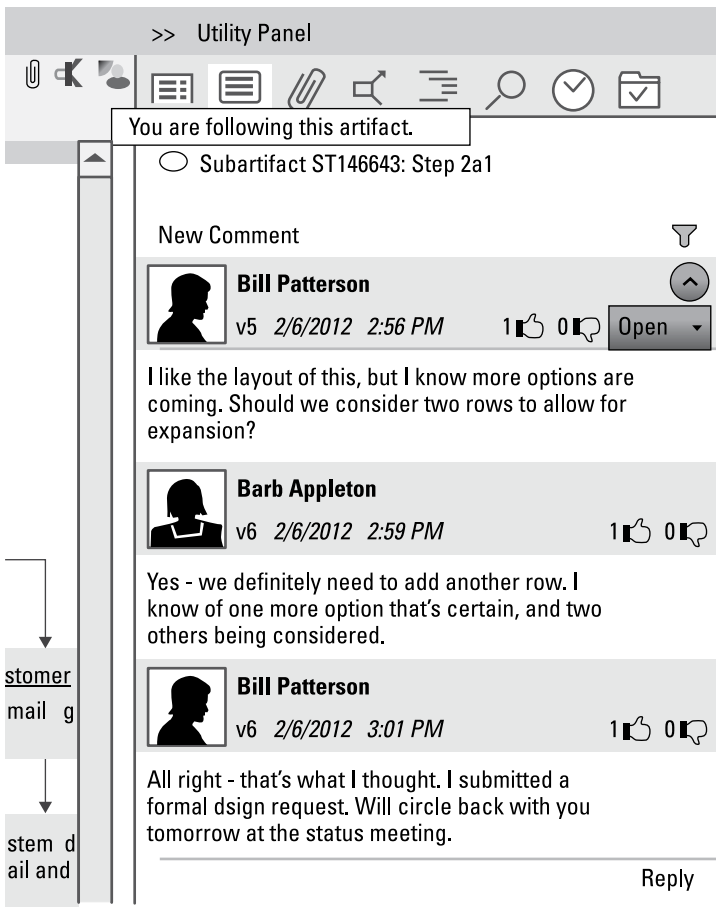 >> Utility Panel
You are following this artifact.
Subartifact ST146643: Step 2a1
New Comment
Bill Patterson
v5 2/6/2012 2:56 PM 1 0 Open
I like the layout of this, but I know more options are
coming. Should we consider two rows to allow for
expansion?
Barb Appleton
v6 2/6/2012 2:59 PM 1 0
Yes - we definitely need to add another row. I
know of one more option that's certain, and two
others being considered.
Bill Patterson
v6 2/6/2012 3:01 PM 1 0
All right - that's what I thought. I submitted a
formal dsign request. Will circle back with you
tomorrow at the status meeting.
Reply
stomer
mail g
stem d
ail and